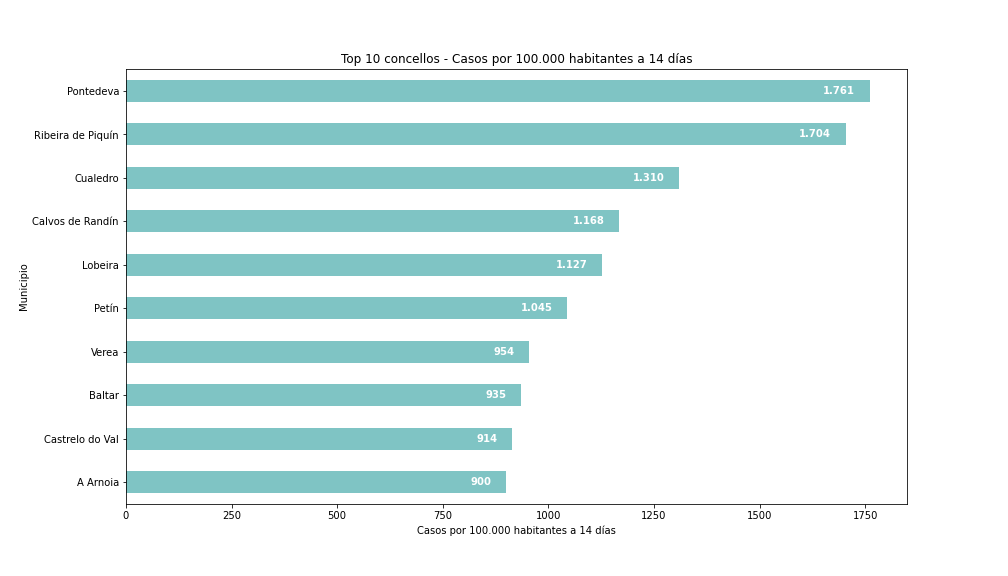 Top 10 concellos - Casos por 100.000 habitantes a 14 días
Municipio
Pontedeva 1.761
Ribeira de Piquín 1.704
Cualedro 1.310
Calvos de Randín 1.168
Lobeira 1.127
Petín 1.045
Verea 954
Baltar 935
Castrelo do Val 914
A Arnoia 900
0 250 500 750 1000 1250 1500 1750
Casos por 100.000 habitantes a 14 días